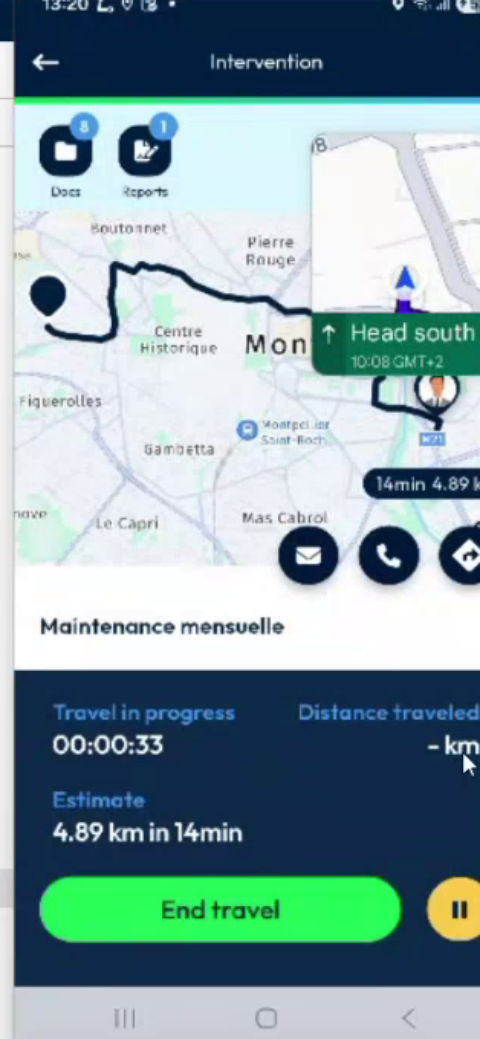 13:20
Intervention
8
1
Docs
Reports
Boutonnet
Pierre
Rouge
Head south
10:08 GMT+2
Centre
Historique
Mon
Figuerolles
Montpellier
Saint-Roch
N21
Gambetta
14min 4.89 k
Le Capri
Mas Cabrol
Maintenance mensuelle
Travel in progress
Distance traveled
00:00:33
- km
Estimate
4.89 km in 14min
End travel